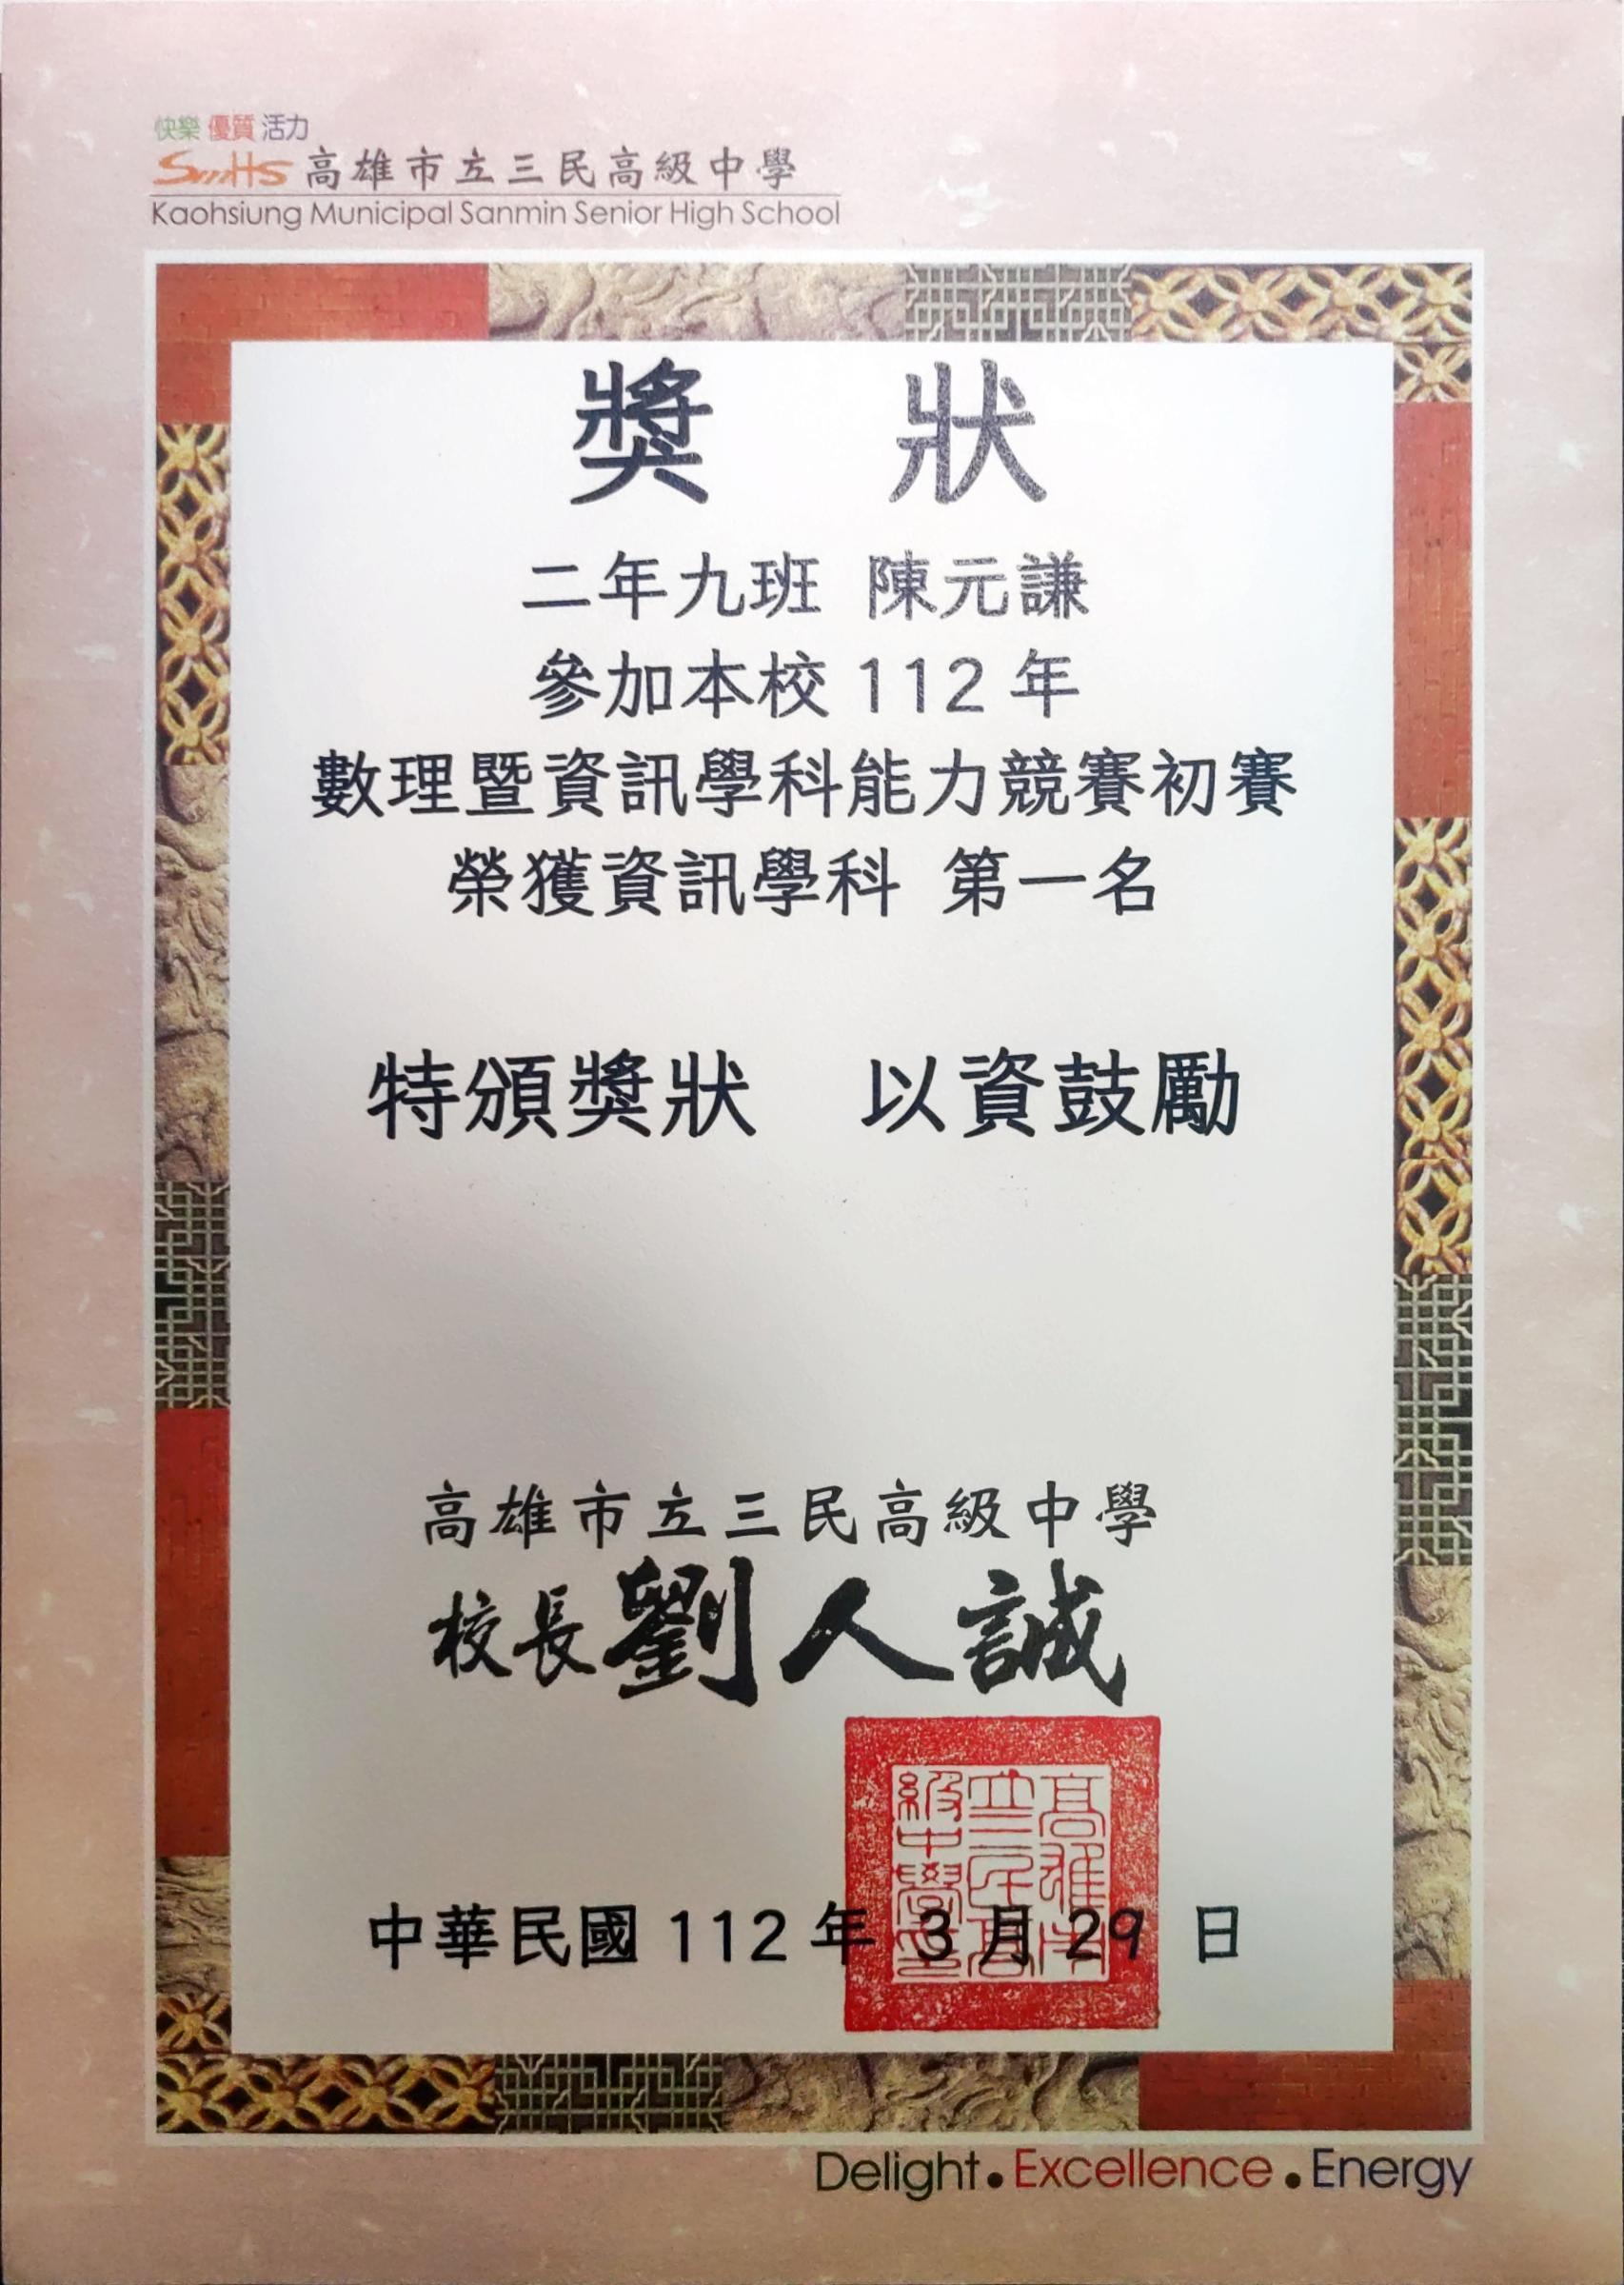 快樂 優質 活力
SmHS 高雄市立三民高級中學
Kaohsiung Municipal Sanmin Senior High School
獎 狀
二年九班 陳元謙
參加本校 112 年
數理暨資訊學科能力競賽初賽
榮獲資訊學科 第一名
特頒獎狀 以資鼓勵
高雄市立三民高級中學
校長 劉人誠
高雄市立三民高級中學
中華民國 112 年 3 月 29 日
Delight • Excellence • Energy